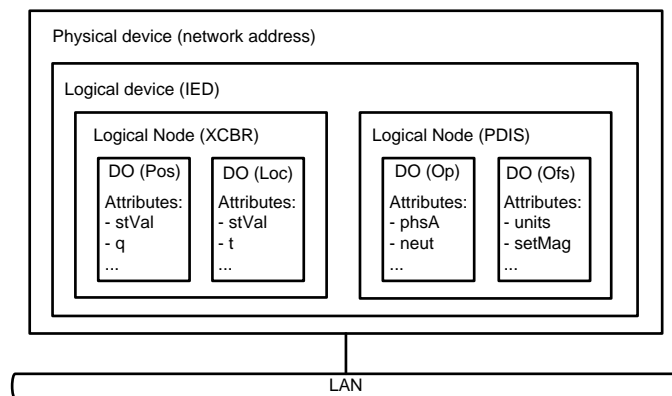 Physical device (network address)
Logical device (IED)
Logical Node (XCBR)
DO (Pos)
Attributes:
- stVal
- q
...
DO (Loc)
Attributes:
- stVal
- t
...
Logical Node (PDIS)
DO (Op)
Attributes:
- phsA
- neut
...
DO (Ofs)
Attributes:
- units
- setMag
...
LAN